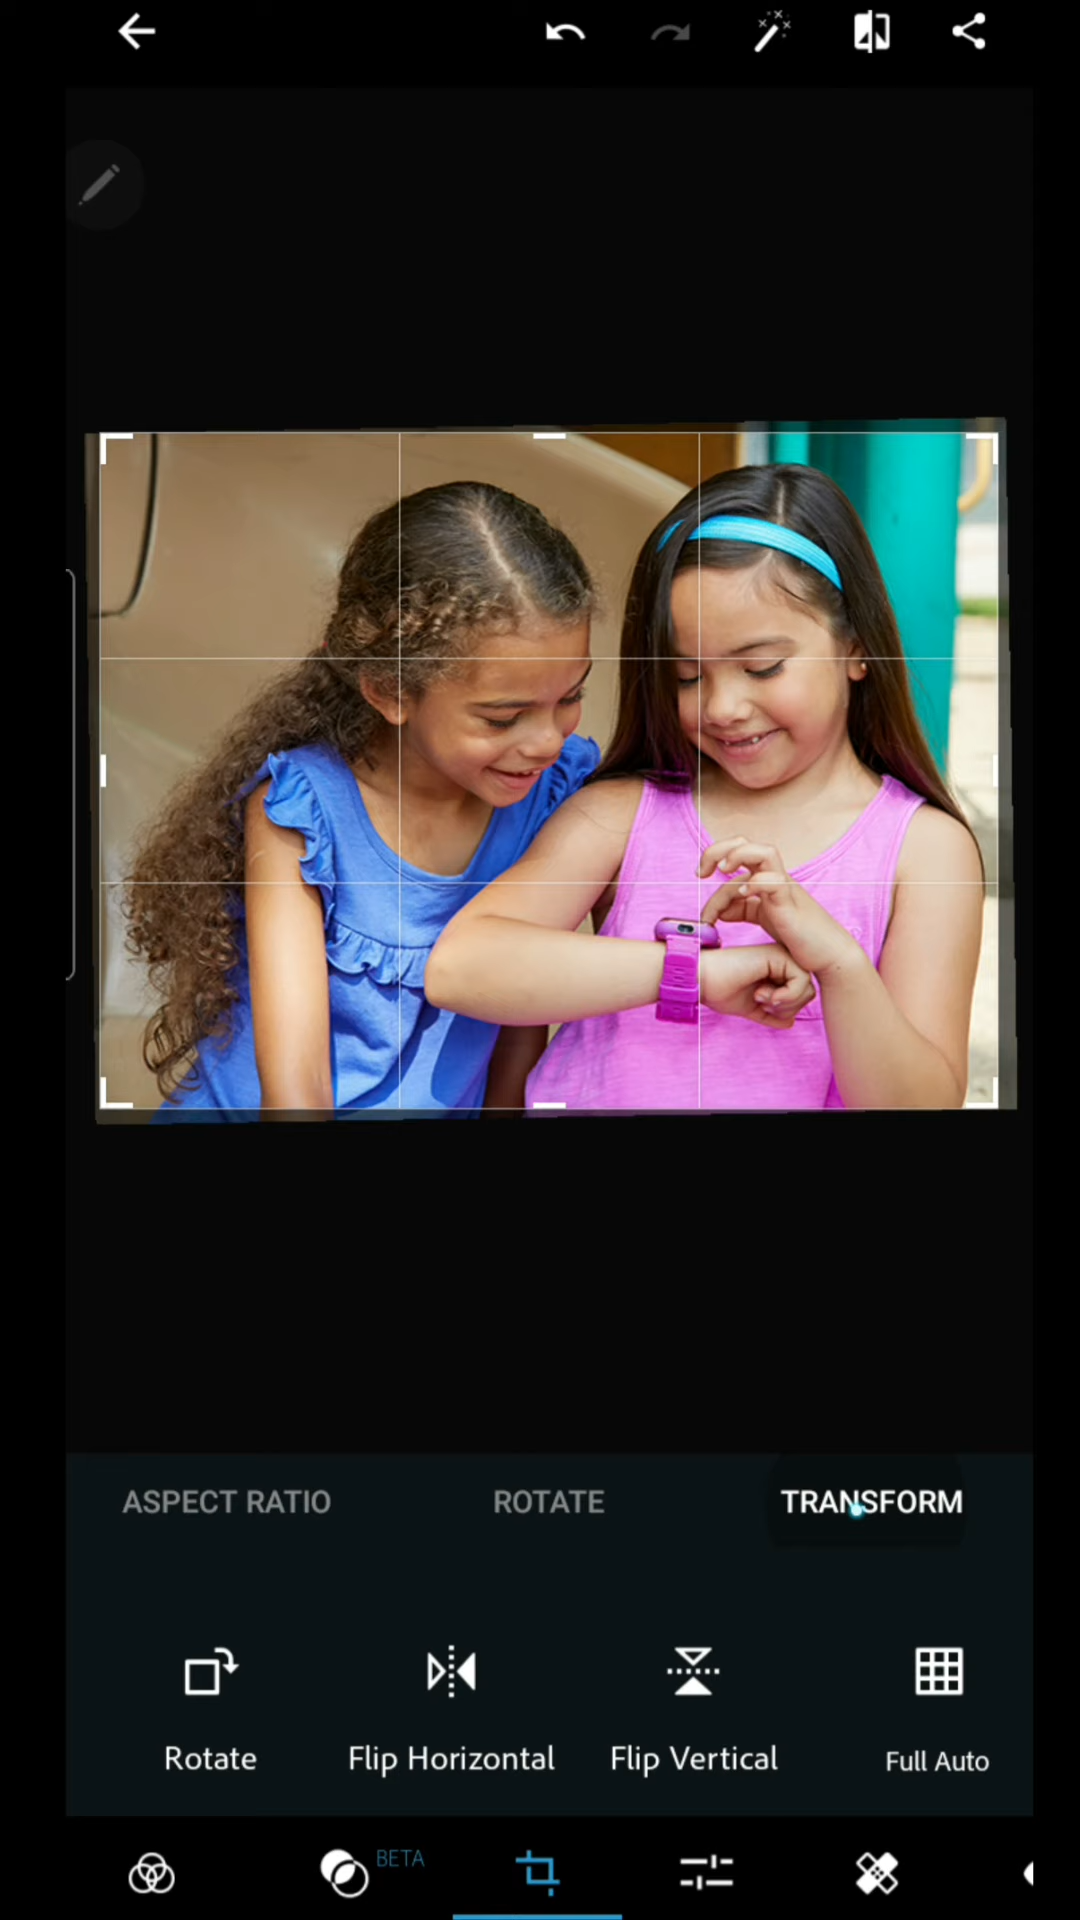 ASPECT RATIO ROTATE TRANSFORM
Rotate Flip Horizontal Flip Vertical Full Auto
BETA